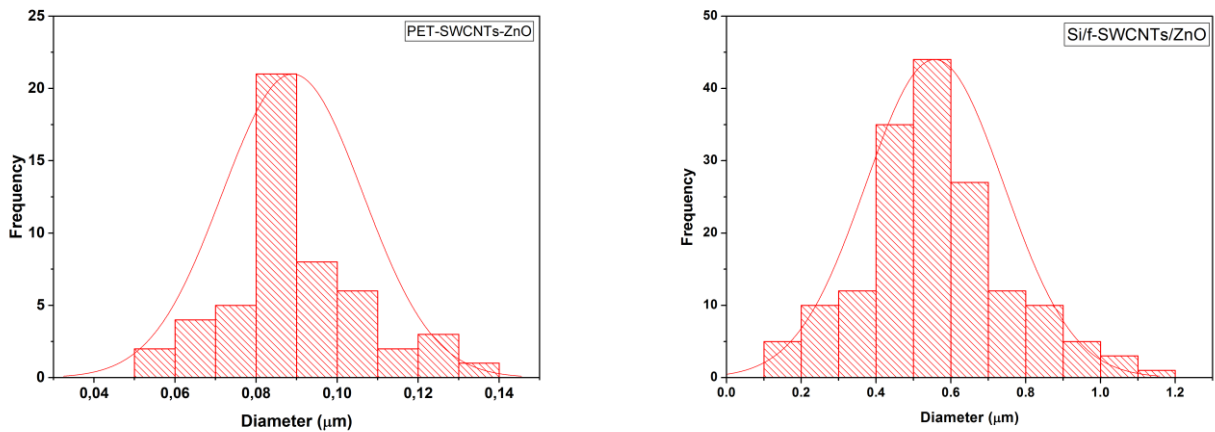 PET-SWCNTs-ZnO
25
20
15
10
5
0
Frequency
0,04 0,06 0,08 0,10 0,12 0,14
Diameter (μm)
Si/f-SWCNTs/ZnO
50
40
30
20
10
0
Frequency
0.0 0.2 0.4 0.6 0.8 1.0 1.2
Diameter (μm)